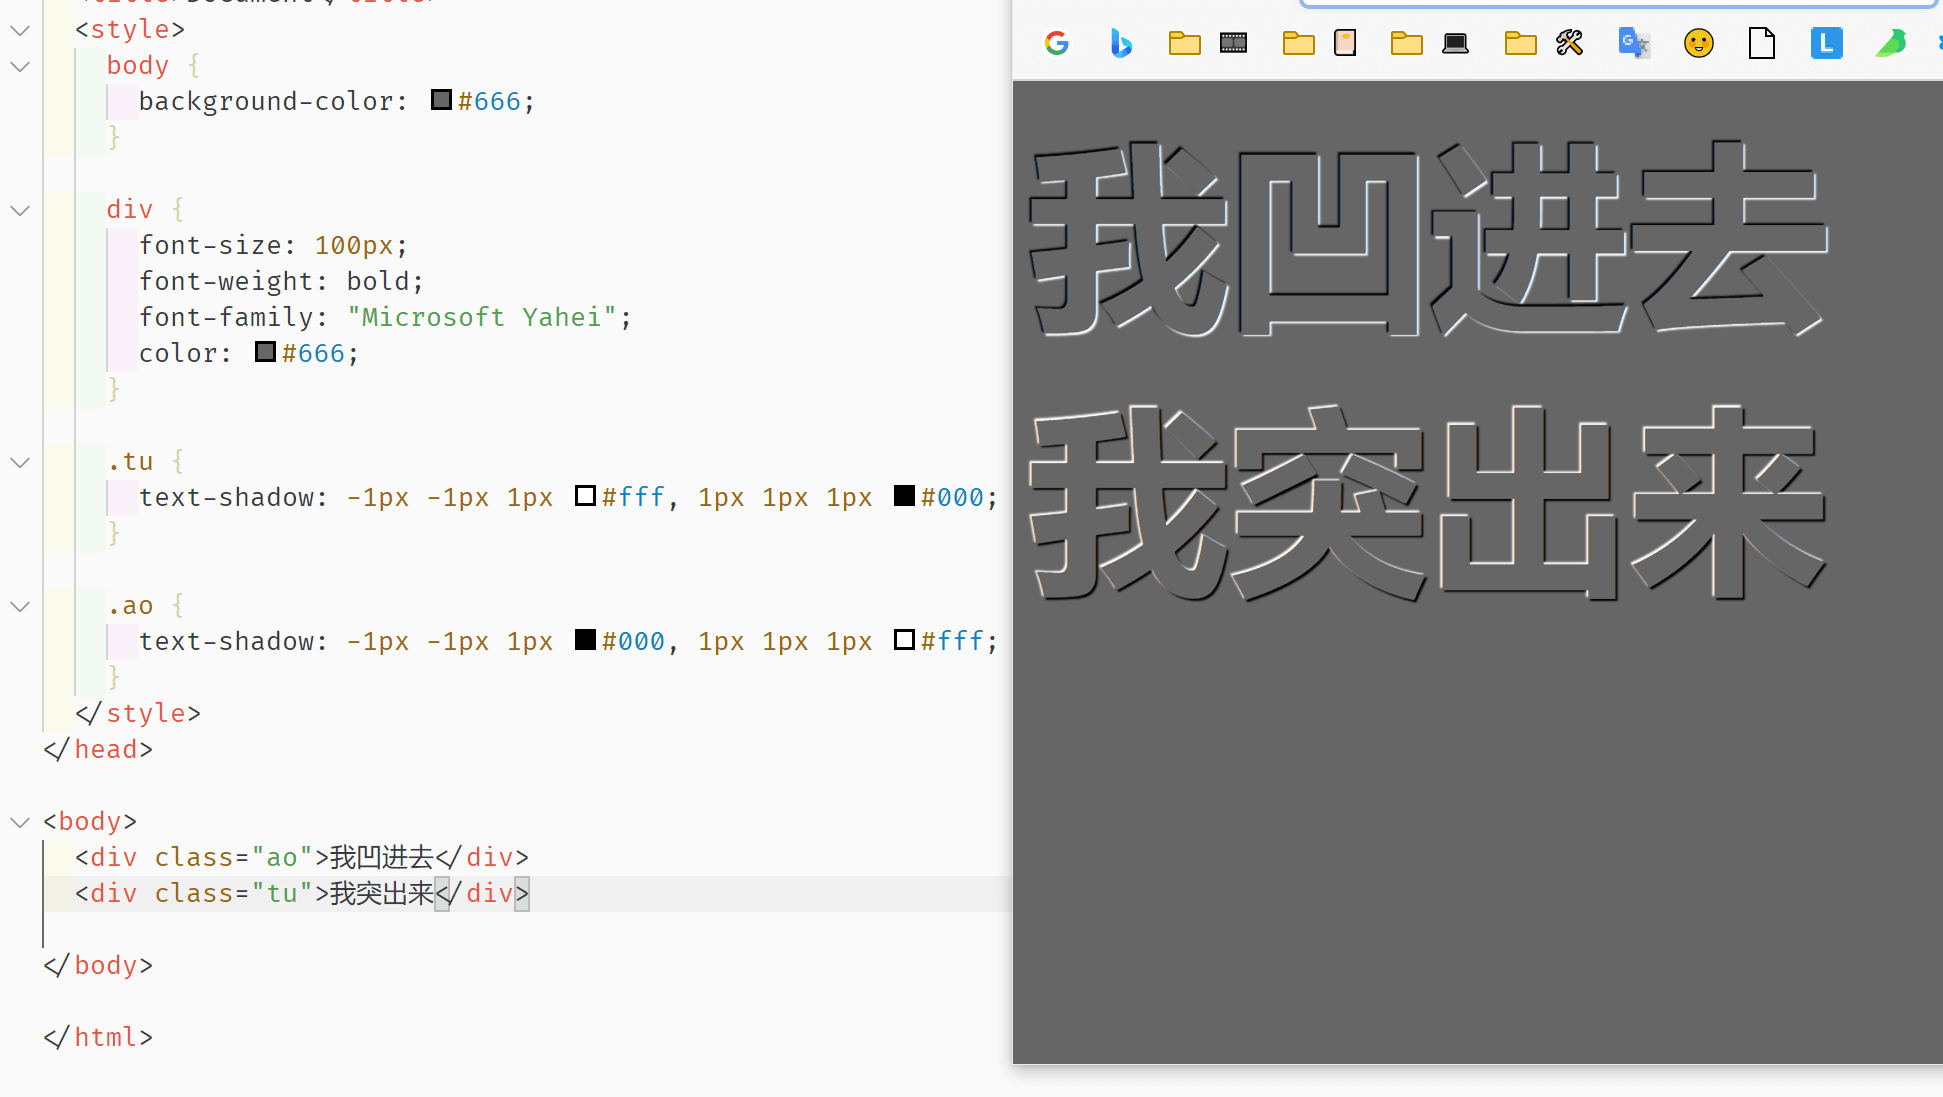 <style>
body {
background-color: #666;
}
div {
font-size: 100px;
font-weight: bold;
font-family: "Microsoft Yahei";
color: #666;
}
.tu {
text-shadow: -1px -1px 1px #fff, 1px 1px 1px #000;
}
.ao {
text-shadow: -1px -1px 1px #000, 1px 1px 1px #fff;
}
</style>
</head>
<body>
<div class="ao">我凹进去</div>
<div class="tu">我突出来</div>
</body>
</html>
L
我凹进去
我突出来